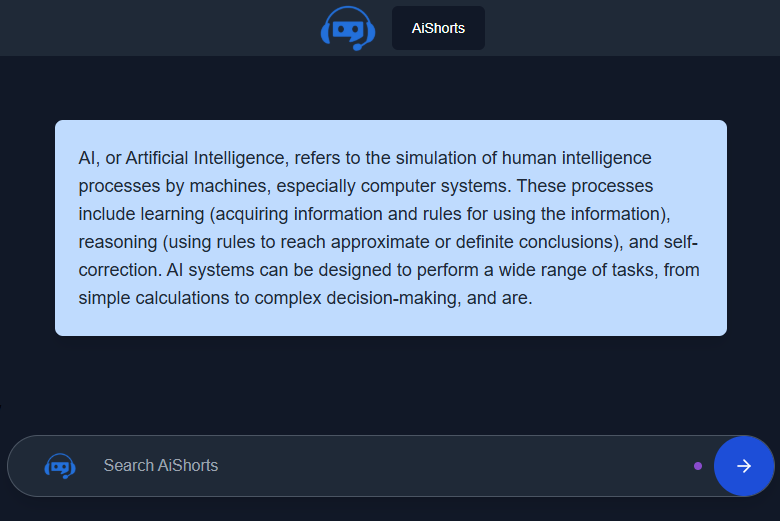 AiShorts
AI, or Artificial Intelligence, refers to the simulation of human intelligence
processes by machines, especially computer systems. These processes
include learning (acquiring information and rules for using the information),
reasoning (using rules to reach approximate or definite conclusions), and self-
correction. AI systems can be designed to perform a wide range of tasks, from
simple calculations to complex decision-making, and are.
Search AiShorts